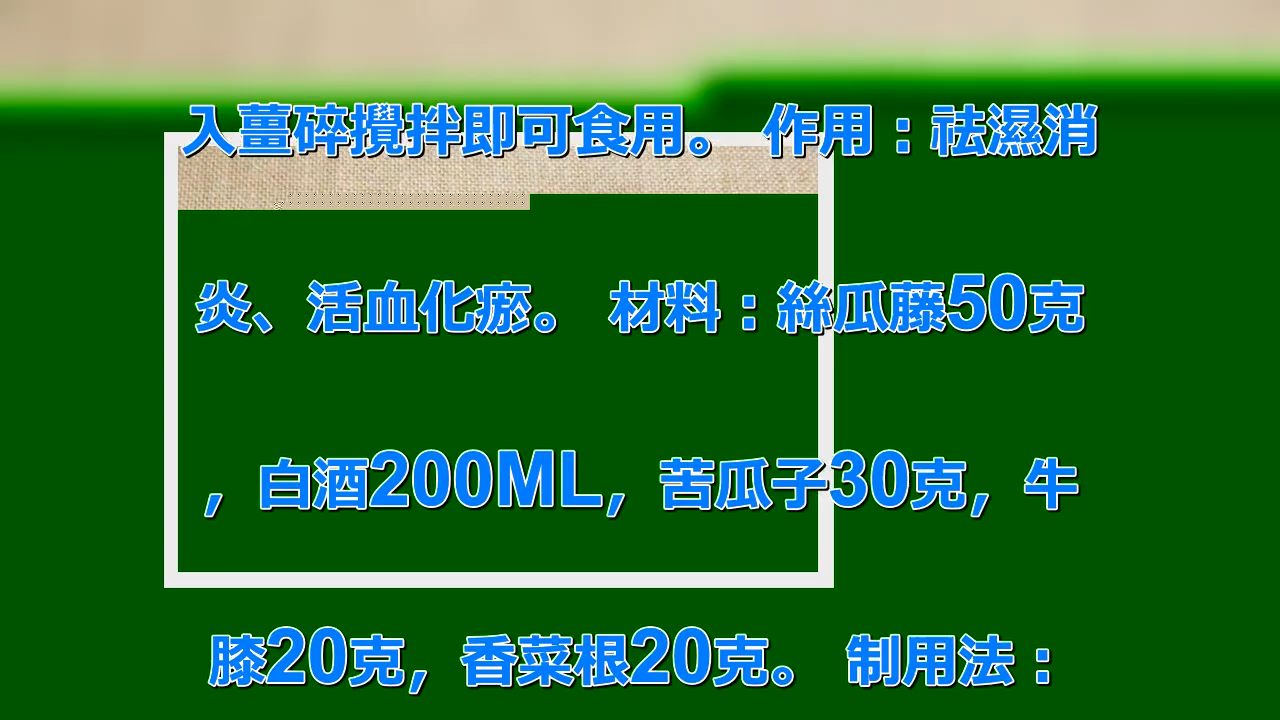 入薑碎攪拌即可食用。 作用：祛濕消
炎、活血化瘀。 材料：絲瓜藤50克
，白酒200ML，苦瓜子30克，牛
膝20克，香菜根20克。 制用法：